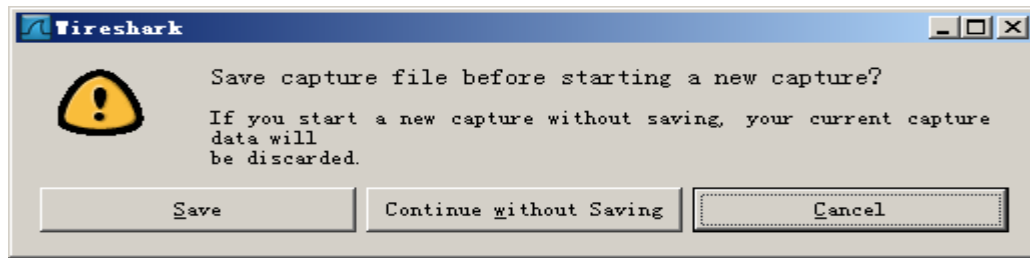 Wireshark
Save capture file before starting a new capture?
If you start a new capture without saving, your current capture
data will
be discarded.
Save
Continue without Saving
Cancel